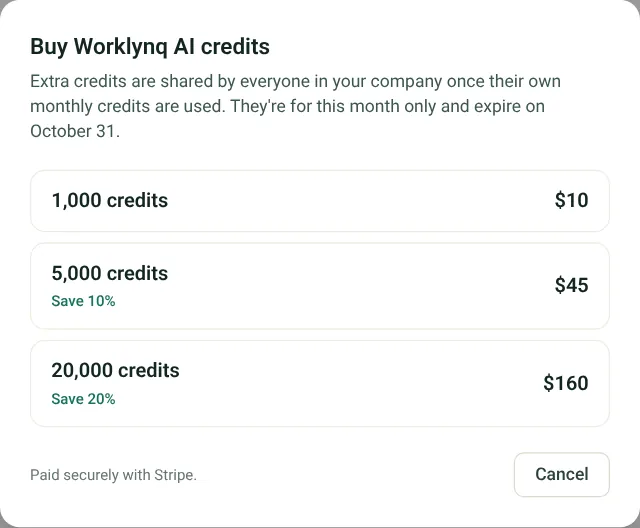 Buy Worklynq AI credits
Extra credits are shared by everyone in your company once their own
monthly credits are used. They're for this month only and expire on
October 31.
1,000 credits
$10
5,000 credits
Save 10%
$45
20,000 credits
Save 20%
$160
Paid securely with Stripe.
Cancel